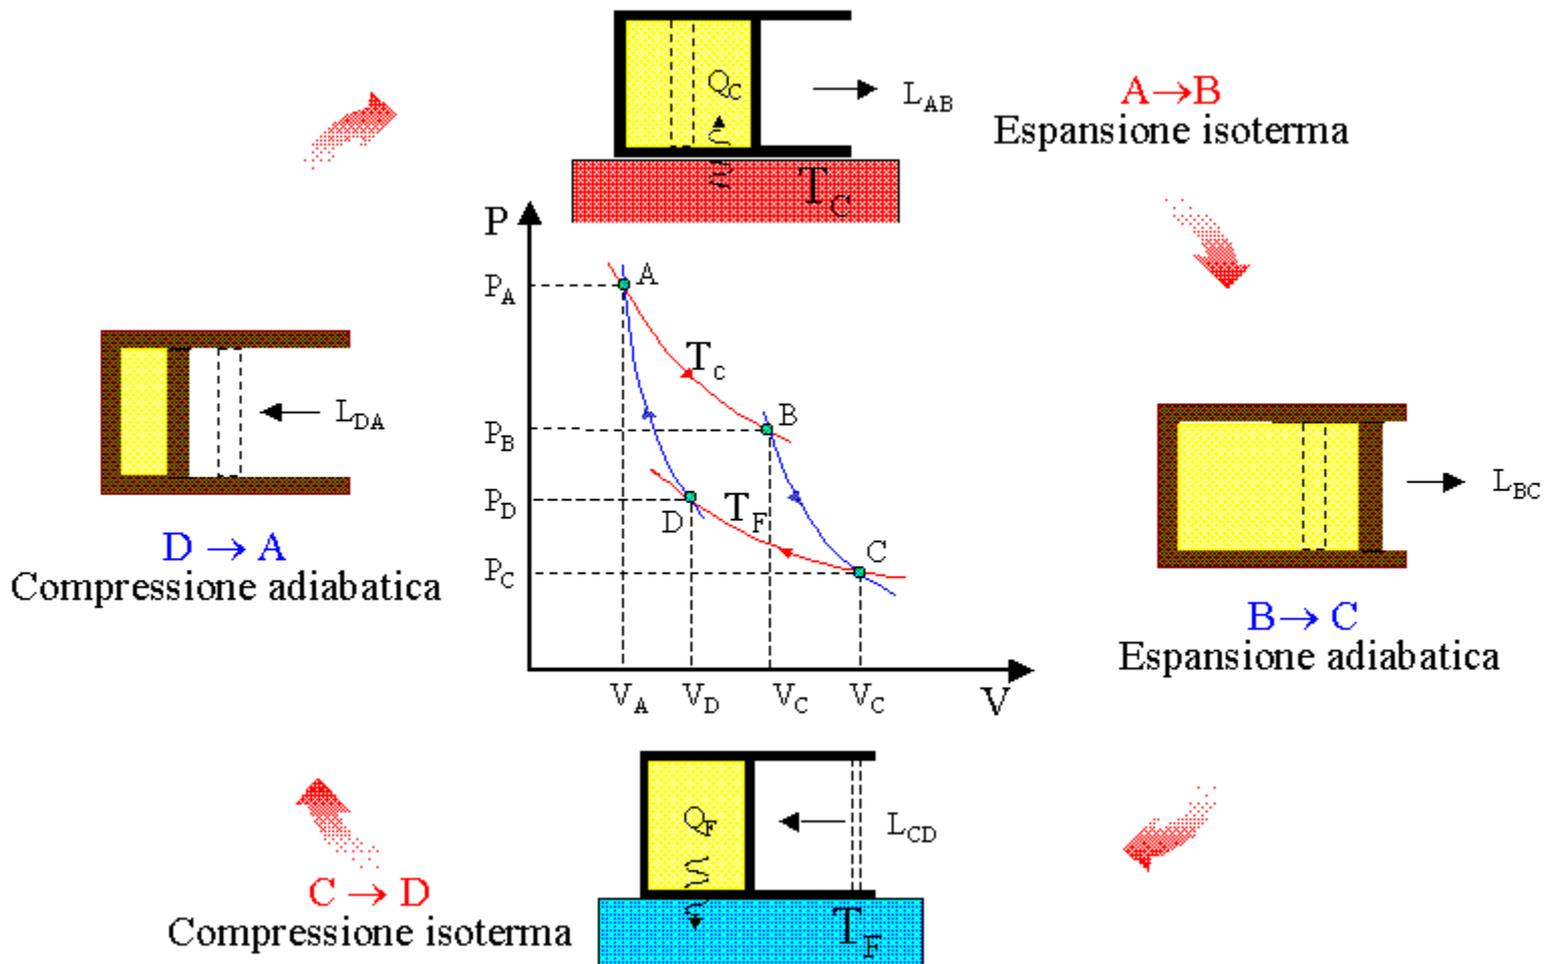 Q_C
L_AB
A→B
Espansione isoterma
T_C
P
P_A
A
T_C
P_B
B
P_D
D
T_F
P_C
C
V_A
V_D
V_C
V_C
V
L_DA
D → A
Compressione adiabatica
L_BC
B→ C
Espansione adiabatica
Q_F
L_CD
C → D
Compressione isoterma
T_F